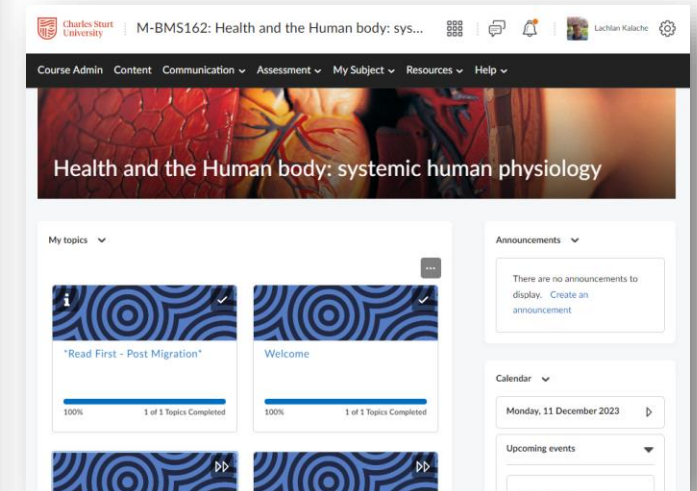 Charles Sturt
University
M-BMS162: Health and the Human body: sys...
Lachlan Kalache
Course Admin Content Communication Assessment My Subject Resources Help
Health and the Human body: systemic human physiology
My topics
*Read First - Post Migration*
100% 1 of 1 Topics Completed
Welcome
100% 1 of 1 Topics Completed
Announcements
There are no announcements to
display. Create an
announcement
Calendar
Monday, 11 December 2023
Upcoming events